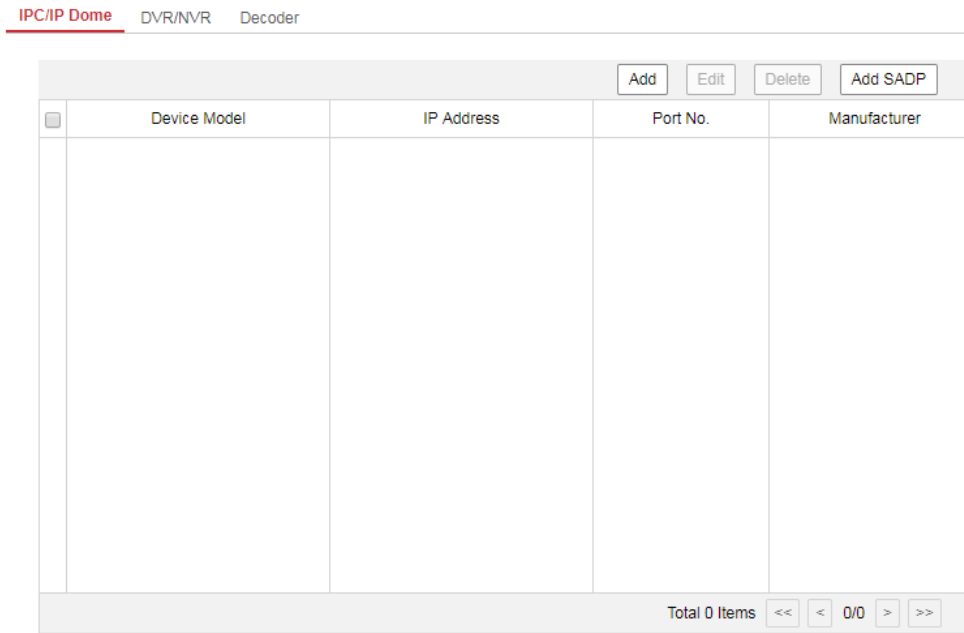 IPC/IP Dome DVR/NVR Decoder
Add Edit Delete Add SADP
Device Model IP Address Port No. Manufacturer
Total 0 Items << < 0/0 > >>